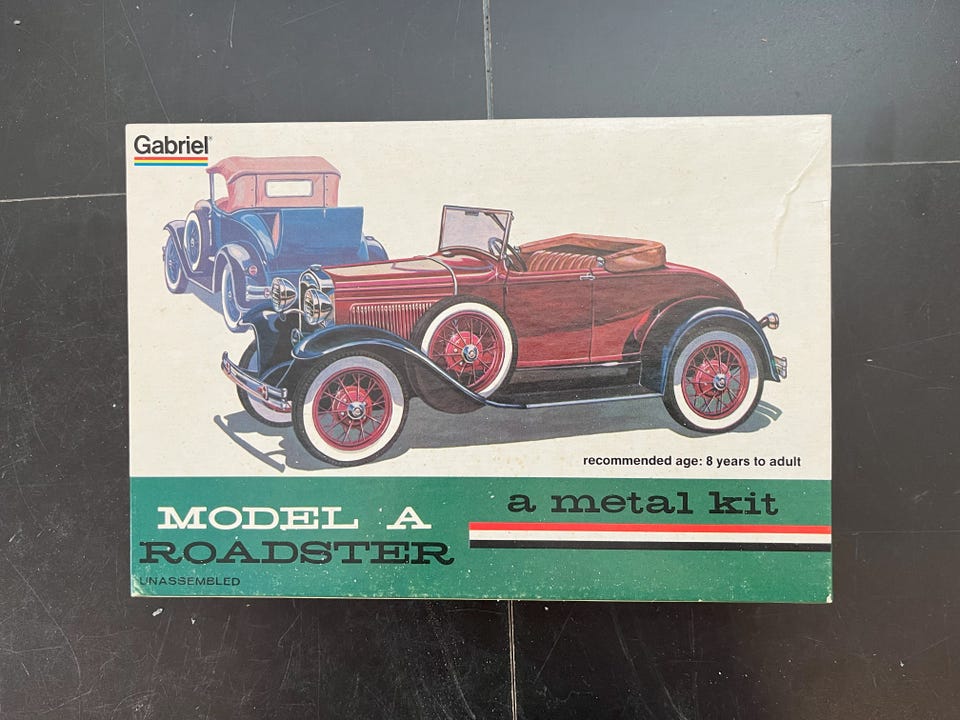 Gabriel®
recommended age: 8 years to adult
MODEL A
ROADSTER
UNASSEMBLED
a metal kit